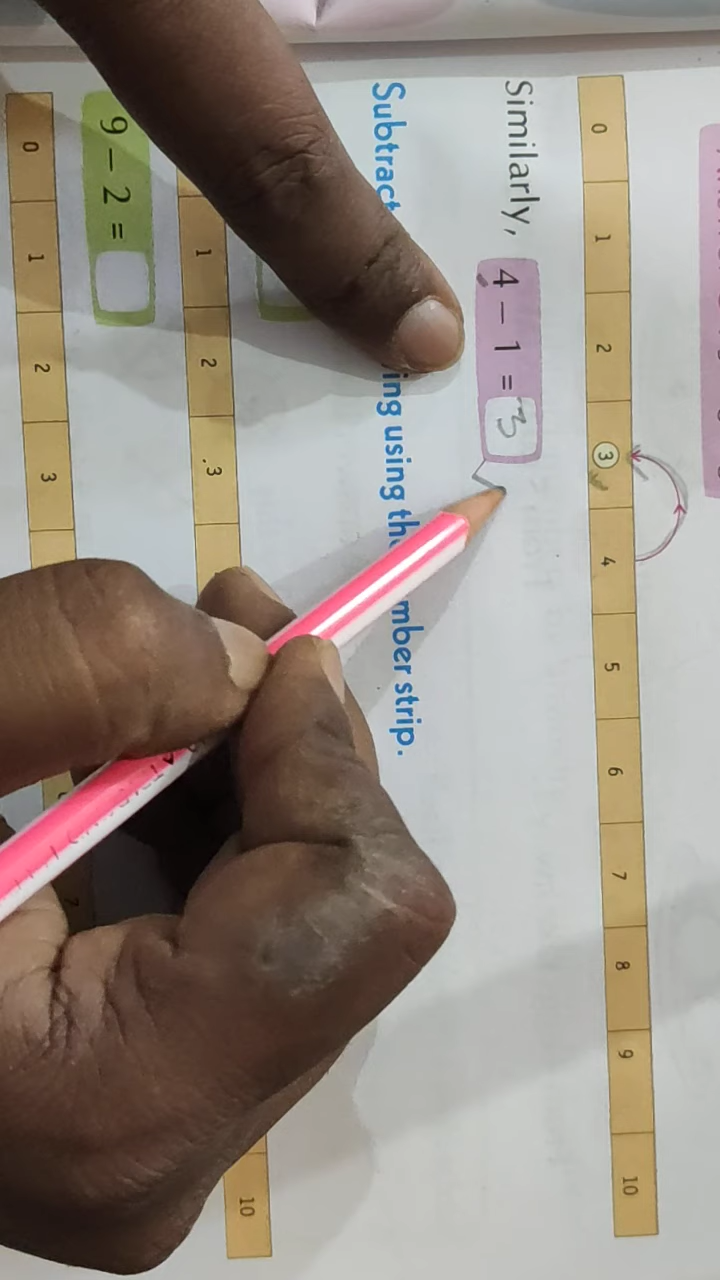 0 1 2 3 4 5 6 7 8 9 10
Similarly, 4 – 1 = 3
Subtract ing using th mber strip.
1 2 3 10
9 – 2 =
0 1 2 3 7